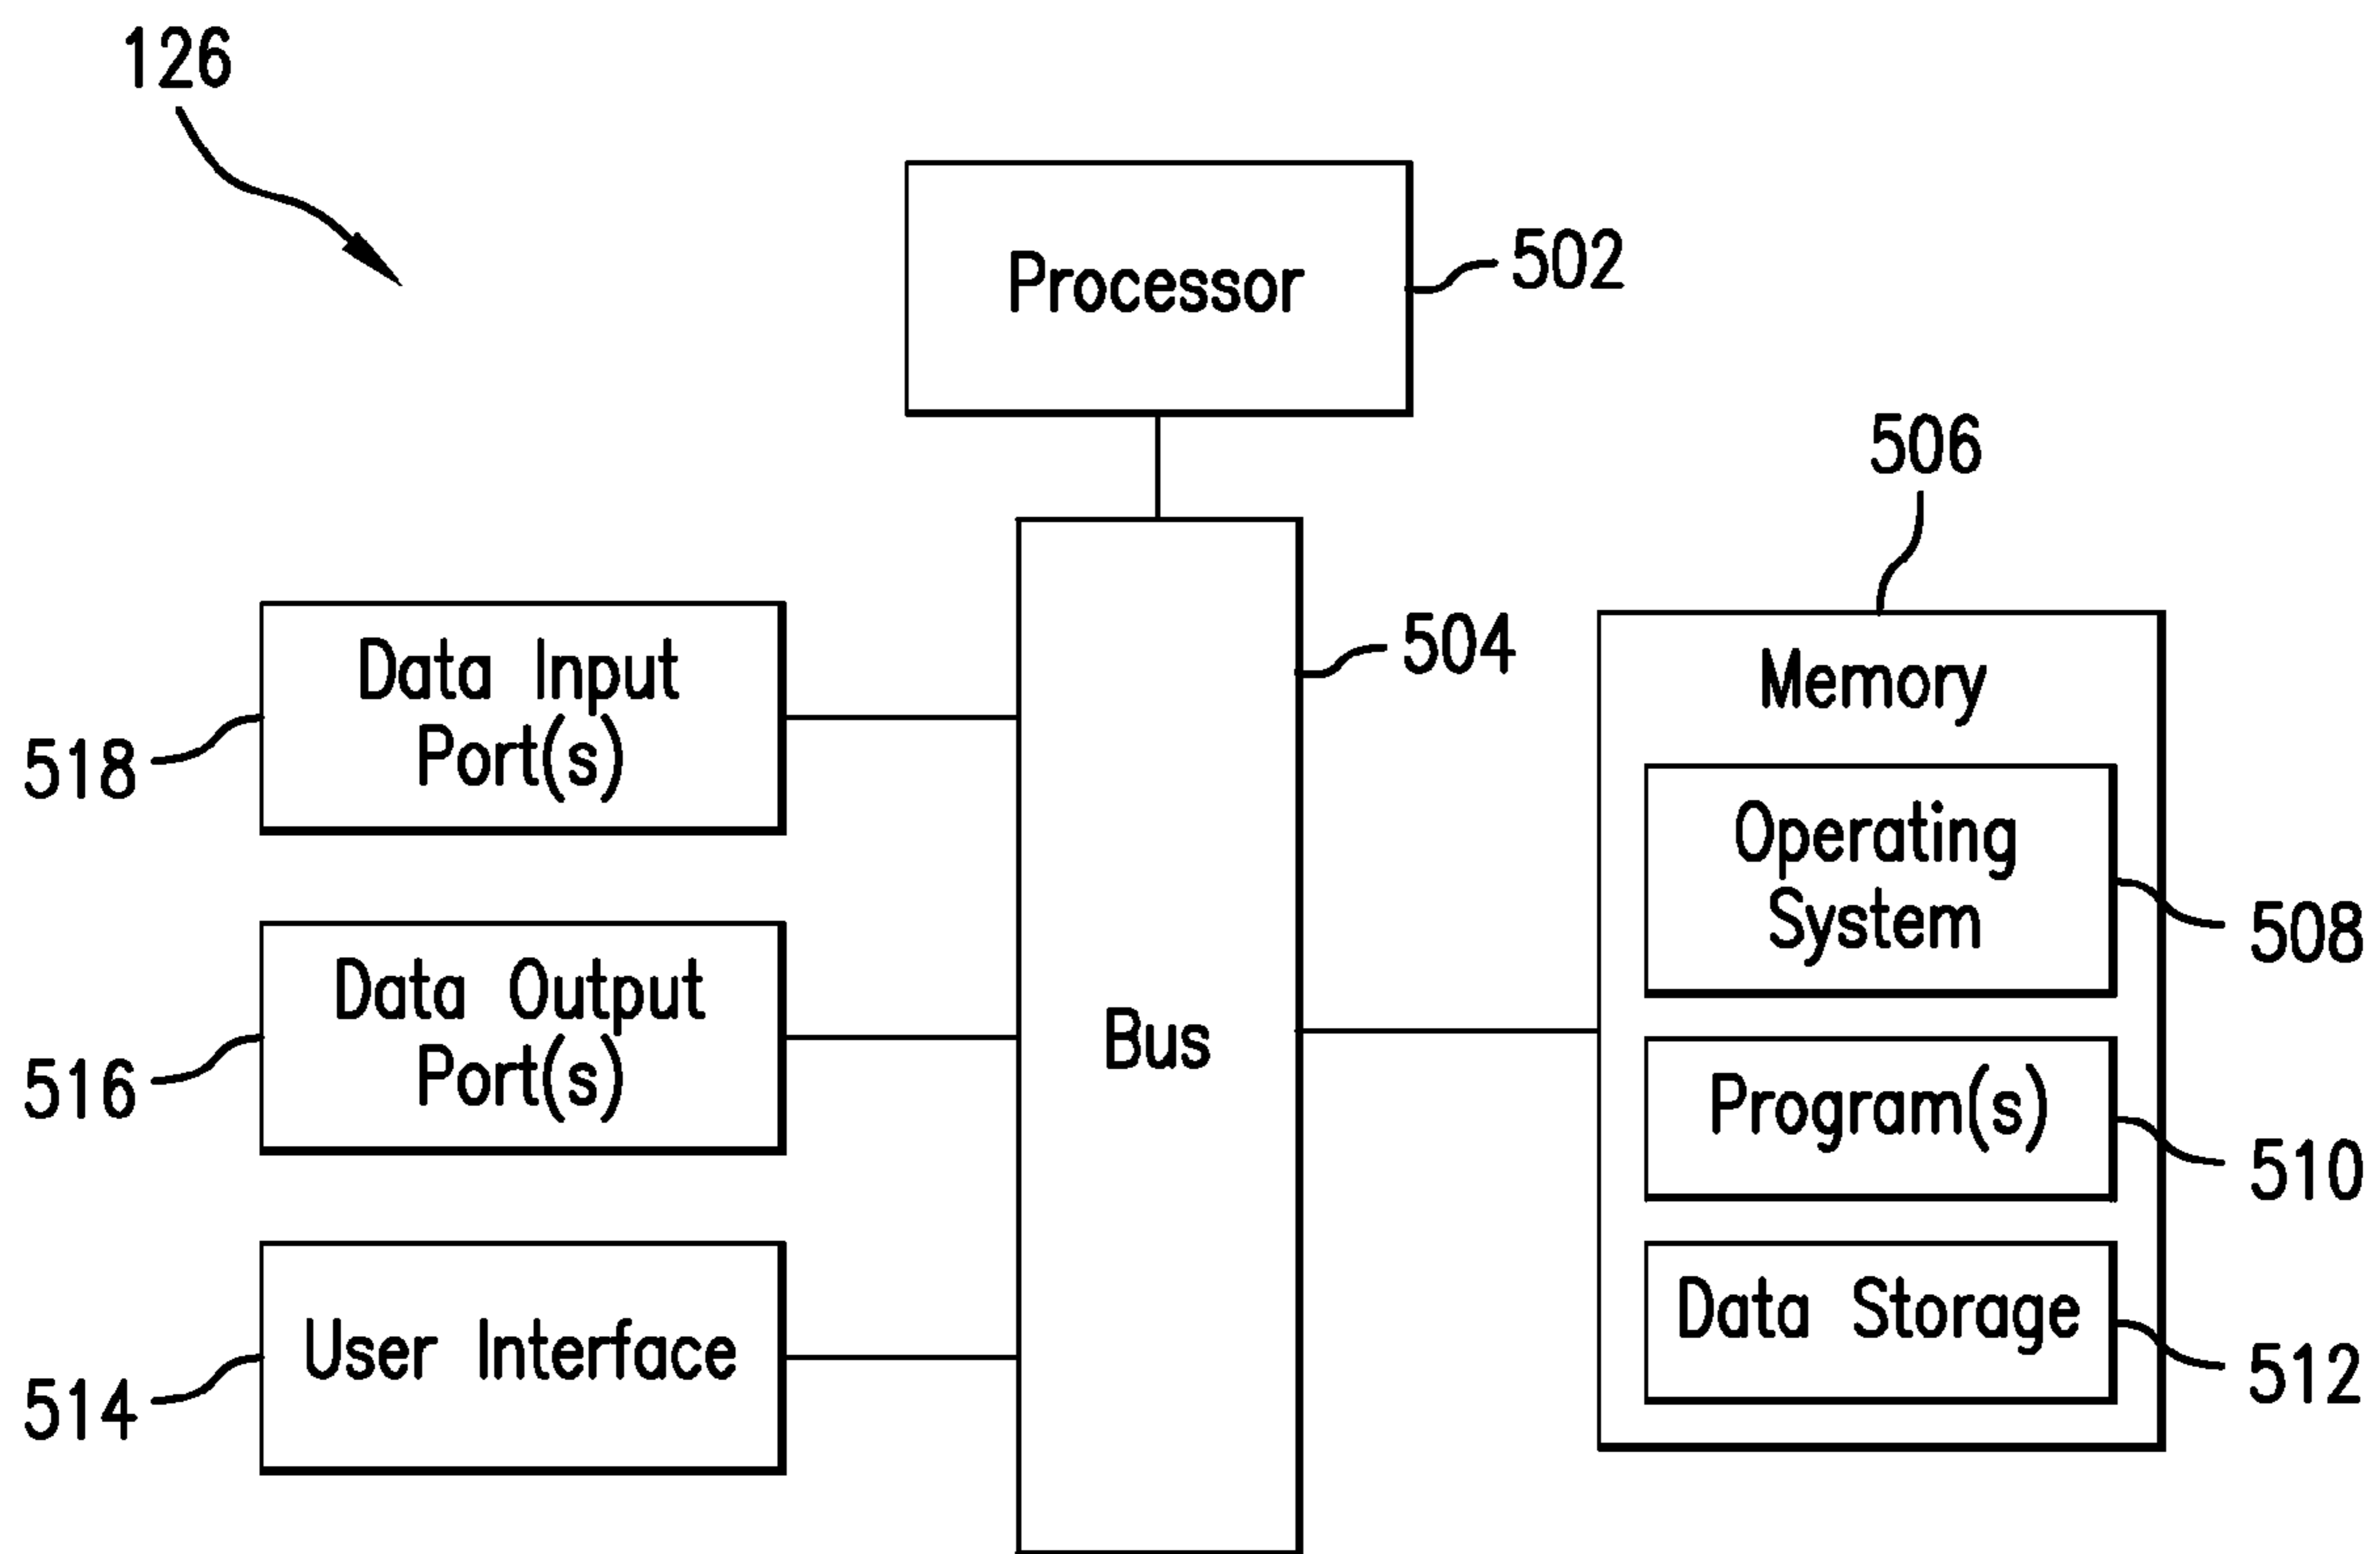 126
Processor
502
506
504
Data Input
Port(s)
518
Memory
Operating
System
508
Data Output
Port(s)
516
Bus
Program(s)
510
User Interface
514
Data Storage
512